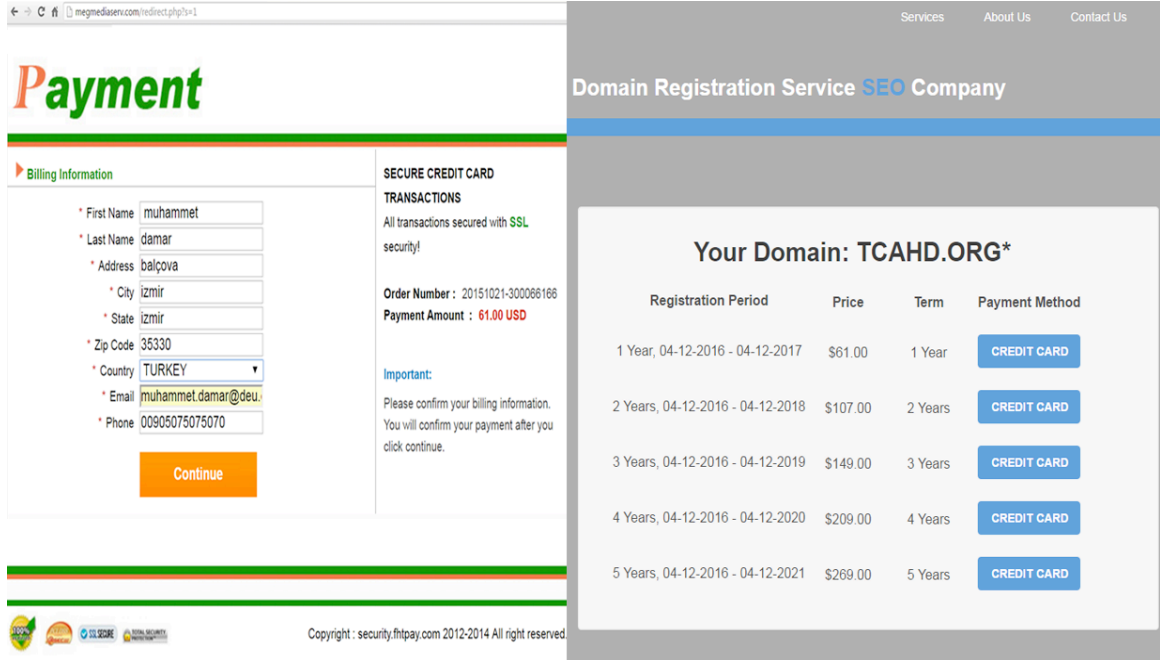 megmediaserv.com/redirect.php?s=1
Payment
Billing Information
* First Name muhammet
* Last Name damar
* Address balçova
* City izmir
* State izmir
* Zip Code 35330
* Country TURKEY
* Email muhammet.damar@deu.
* Phone 00905075075070
Continue
SECURE CREDIT CARD
TRANSACTIONS
All transactions secured with SSL
security!
Order Number : 20151021-300066166
Payment Amount : 61.00 USD
Important:
Please confirm your billing information.
You will confirm your payment after you
click continue.
100%
SSL SECURE
TOTAL SECURITY
Copyright : security.fhtpay.com 2012-2014 All right reserved.
Services About Us Contact Us
Domain Registration Service SEO Company
Your Domain: TCAHD.ORG*
Registration Period Price Term Payment Method
1 Year, 04-12-2016 - 04-12-2017 $61.00 1 Year CREDIT CARD
2 Years, 04-12-2016 - 04-12-2018 $107.00 2 Years CREDIT CARD
3 Years, 04-12-2016 - 04-12-2019 $149.00 3 Years CREDIT CARD
4 Years, 04-12-2016 - 04-12-2020 $209.00 4 Years CREDIT CARD
5 Years, 04-12-2016 - 04-12-2021 $269.00 5 Years CREDIT CARD